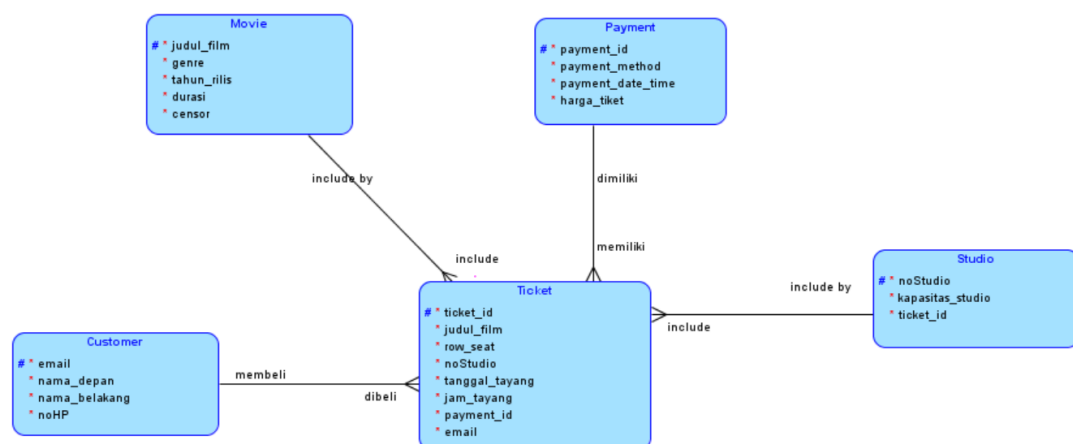 Movie
# * judul_film
* genre
* tahun_rilis
* durasi
* censor
Payment
# * payment_id
* payment_method
* payment_date_time
* harga_tiket
include by
dimiliki
memiliki
include
Studio
# * noStudio
* kapasitas_studio
* ticket_id
include by
include
Ticket
# * ticket_id
* judul_film
* row_seat
* noStudio
* tanggal_tayang
* jam_tayang
* payment_id
* email
Customer
# * email
* nama_depan
* nama_belakang
* noHP
membeli
dibeli